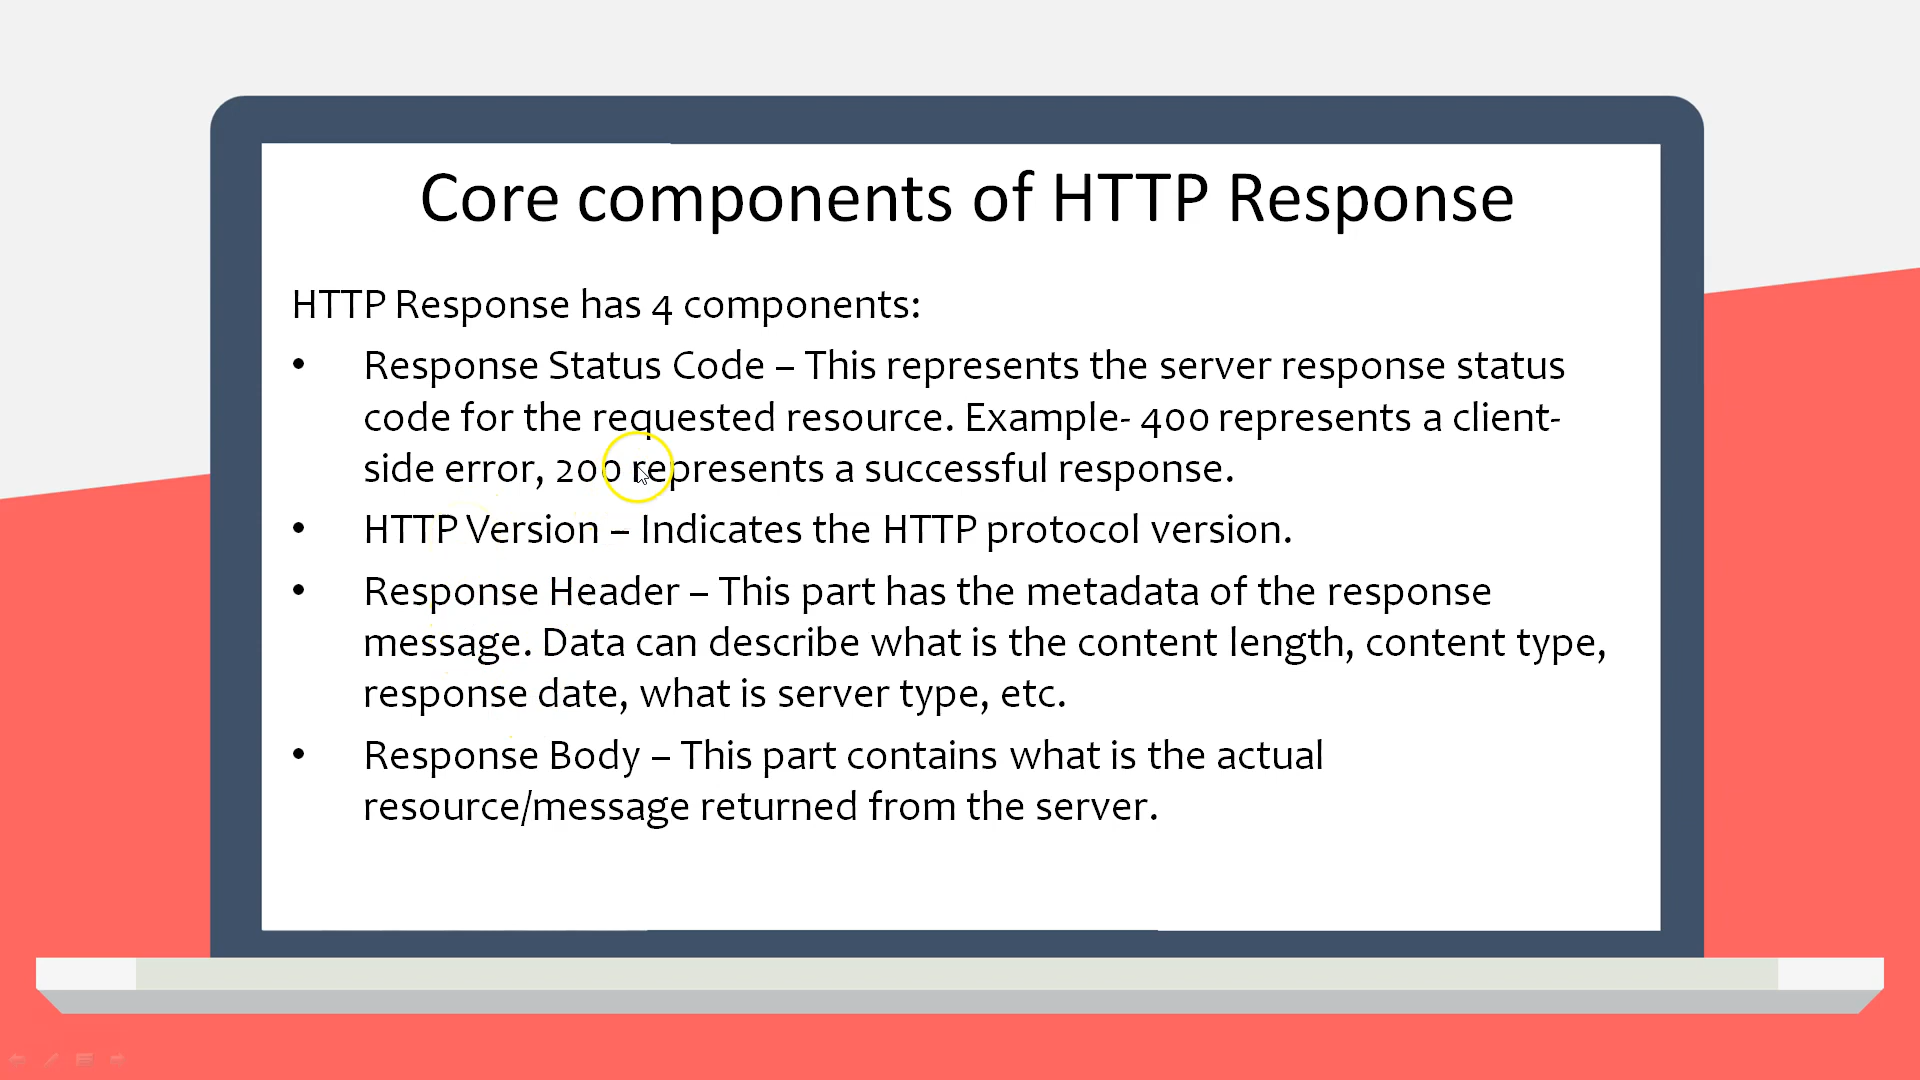 Core components of HTTP Response
HTTP Response has 4 components:
• Response Status Code – This represents the server response status
code for the requested resource. Example- 400 represents a client-
side error, 200 represents a successful response.
• HTTP Version – Indicates the HTTP protocol version.
• Response Header – This part has the metadata of the response
message. Data can describe what is the content length, content type,
response date, what is server type, etc.
• Response Body – This part contains what is the actual
resource/message returned from the server.